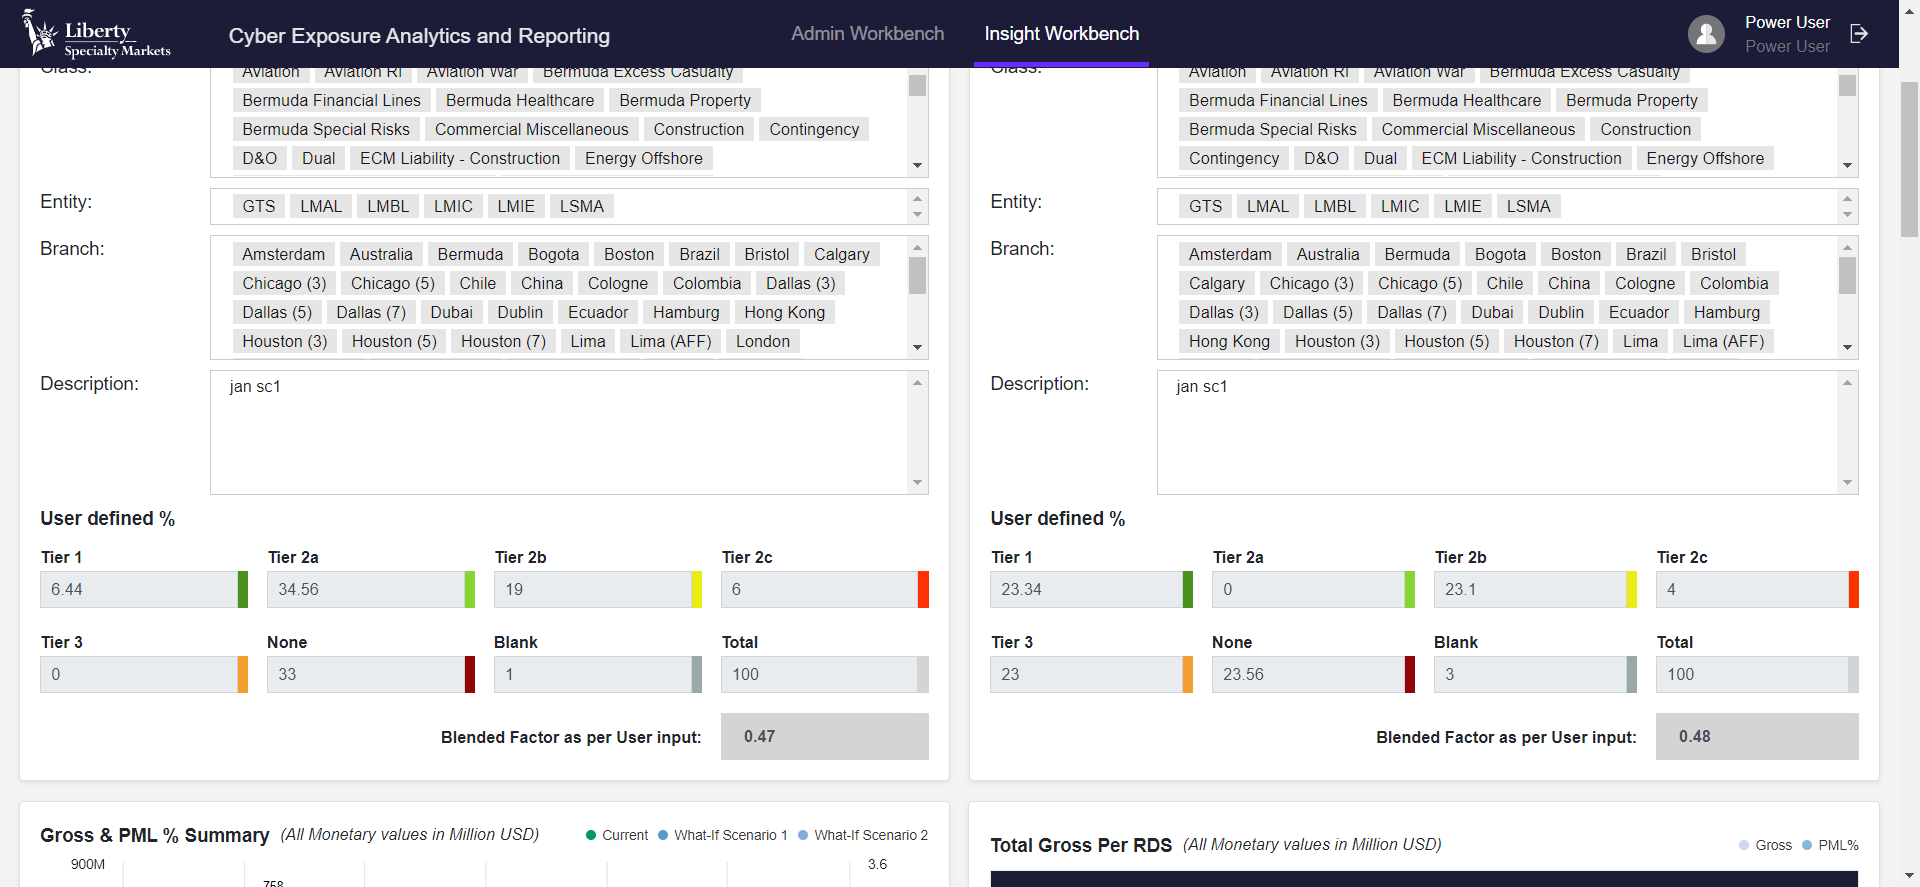 Liberty
Specialty Markets
Cyber Exposure Analytics and Reporting
Admin Workbench
Insight Workbench
Power User
Power User
Class:
Aviation Aviation RI Aviation War Bermuda Excess Casualty
Bermuda Financial Lines Bermuda Healthcare Bermuda Property
Bermuda Special Risks Commercial Miscellaneous Construction Contingency
D&O Dual ECM Liability - Construction Energy Offshore
Entity:
GTS LMAL LMBL LMIC LMIE LSMA
Branch:
Amsterdam Australia Bermuda Bogota Boston Brazil Bristol Calgary
Chicago (3) Chicago (5) Chile China Cologne Colombia Dallas (3)
Dallas (5) Dallas (7) Dubai Dublin Ecuador Hamburg Hong Kong
Houston (3) Houston (5) Houston (7) Lima Lima (AFF) London
Description:
jan sc1
User defined %
Tier 1 Tier 2a Tier 2b Tier 2c
6.44 34.56 19 6
Tier 3 None Blank Total
0 33 1 100
Blended Factor as per User input: 0.47
Class:
Aviation Aviation RI Aviation War Bermuda Excess Casualty
Bermuda Financial Lines Bermuda Healthcare Bermuda Property
Bermuda Special Risks Commercial Miscellaneous Construction
Contingency D&O Dual ECM Liability - Construction Energy Offshore
Entity:
GTS LMAL LMBL LMIC LMIE LSMA
Branch:
Amsterdam Australia Bermuda Bogota Boston Brazil Bristol
Calgary Chicago (3) Chicago (5) Chile China Cologne Colombia
Dallas (3) Dallas (5) Dallas (7) Dubai Dublin Ecuador Hamburg
Hong Kong Houston (3) Houston (5) Houston (7) Lima Lima (AFF)
Description:
jan sc1
User defined %
Tier 1 Tier 2a Tier 2b Tier 2c
23.34 0 23.1 4
Tier 3 None Blank Total
23 23.56 3 100
Blended Factor as per User input: 0.48
Gross & PML % Summary (All Monetary values in Million USD) Current What-If Scenario 1 What-If Scenario 2
900M 3.6
758
Total Gross Per RDS (All Monetary values in Million USD) Gross PML%